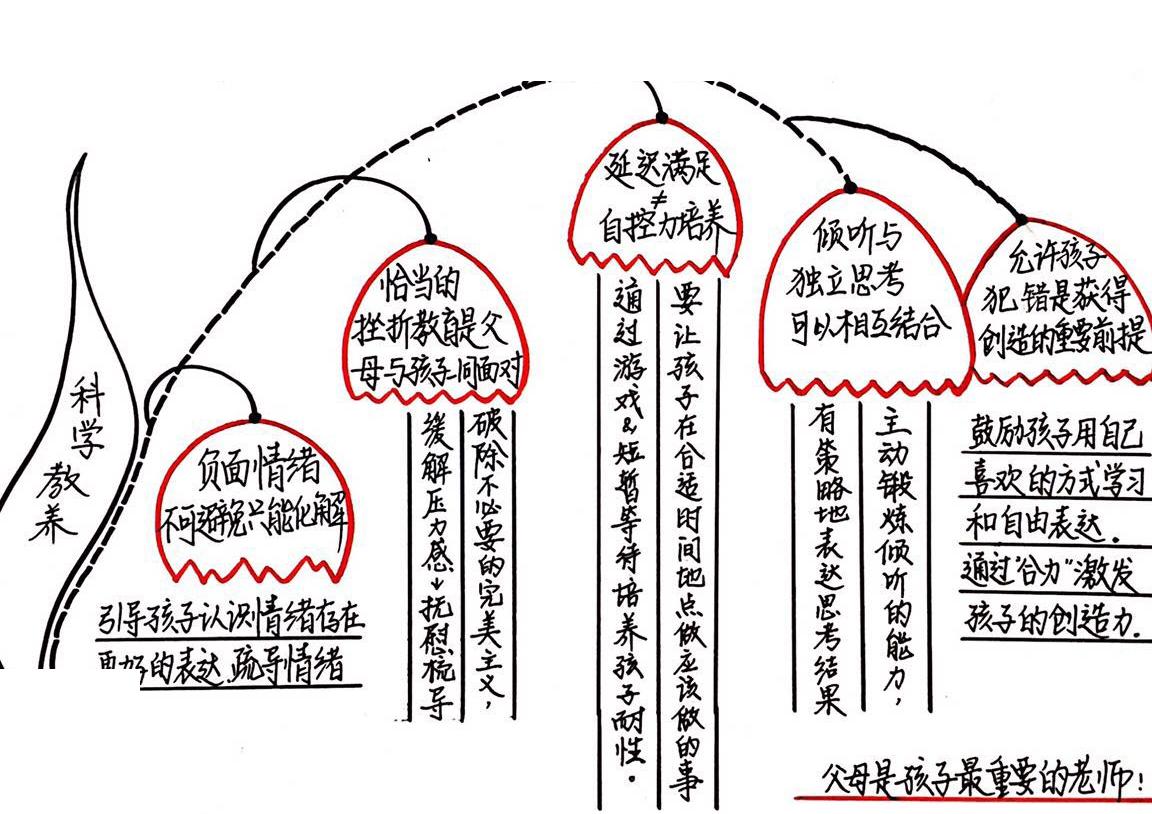 科学教养
负面情绪
不可避免只能化解
引导孩子认识情绪存在
更好的表达.疏导情绪
恰当的
挫折教育是父
母与孩子同面对
破除不必要的完美主义，
缓解压力感↓抚慰梳导
延迟满足
≠
自控力培养
要让孩子在合适时间地点做应该做的事
通过游戏&短暂等待培养孩子耐性。
倾听与
独立思考
可以相互结合
主动锻炼倾听的能力，
有策略地表达思考结果
允许孩子
犯错是获得
创造的重要前提
鼓励孩子用自己
喜欢的方式学习
和自由表达.
通过“合力”激发
孩子的创造力.
父母是孩子最重要的老师！